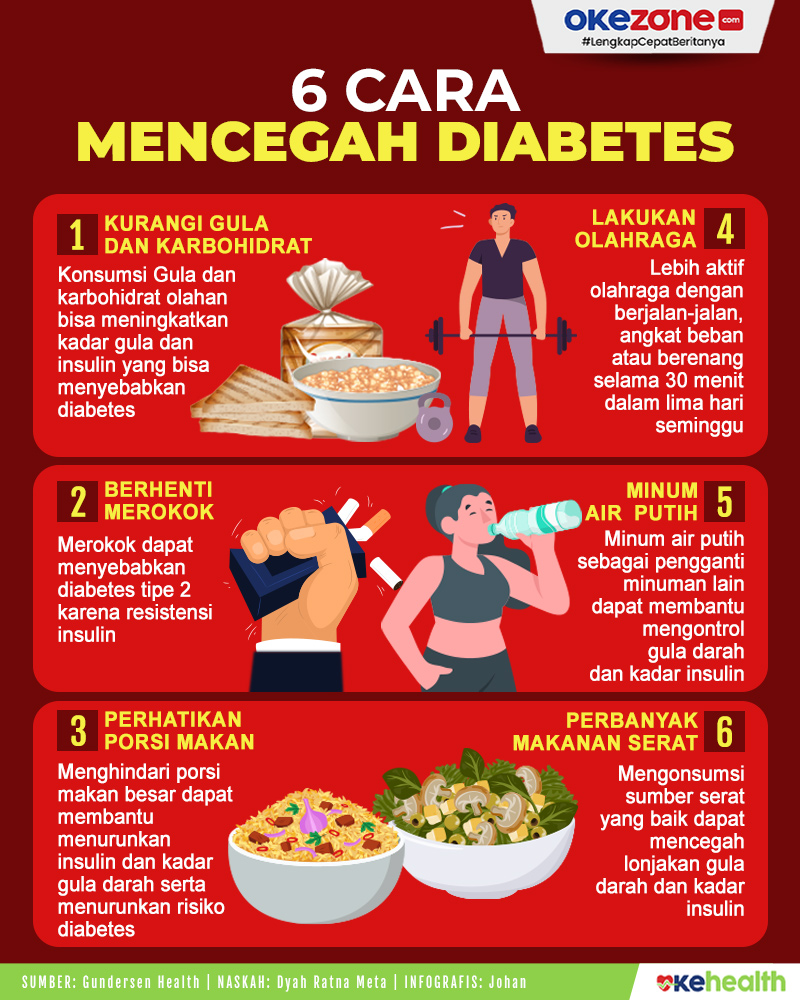 okezone.com
#LengkapCepatBeritanya
6 CARA
MENCEGAH DIABETES
1
KURANGI GULA
DAN KARBOHIDRAT
Konsumsi Gula dan
karbohidrat olahan
bisa meningkatkan
kadar gula dan
insulin yang bisa
menyebabkan
diabetes
2
BERHENTI
MEROKOK
Merokok dapat
menyebabkan
diabetes tipe 2
karena resistensi
insulin
3
PERHATIKAN
PORSI MAKAN
Menghindari porsi
makan besar dapat
membantu
menurunkan
insulin dan kadar
gula darah serta
menurunkan risiko
diabetes
LAKUKAN
OLAHRAGA
4
Lebih aktif
olahraga dengan
berjalan-jalan,
angkat beban
atau berenang
selama 30 menit
dalam lima hari
seminggu
MINUM
AIR PUTIH
5
Minum air putih
sebagai pengganti
minuman lain
dapat membantu
mengontrol
gula darah
dan kadar insulin
PERBANYAK
MAKANAN SERAT
6
Mengonsumsi
sumber serat
yang baik dapat
mencegah
lonjakan gula
darah dan kadar
insulin
SUMBER: Gundersen Health | NASKAH: Dyah Ratna Meta | INFOGRAFIS: Johan
okehealth